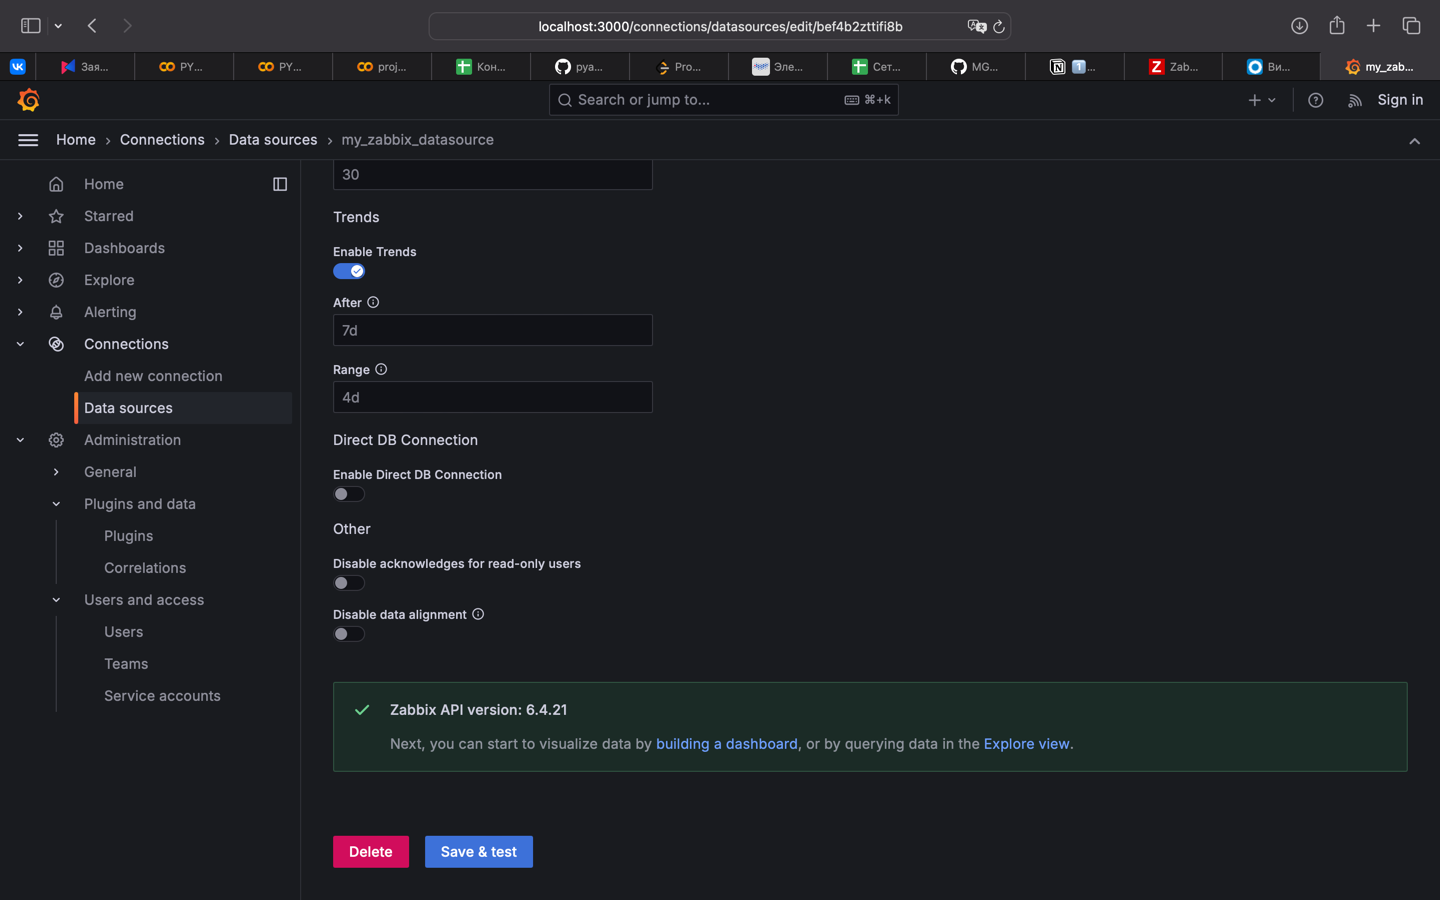 localhost:3000/connections/datasources/edit/bef4b2zttifi8b
Зая...
PY...
PY...
proj...
Кон...
pya...
Pro...
Эле...
Сет...
MG...
1 ...
Zab...
Ви...
my_zab...
Search or jump to...
⌘+k
Sign in
Home › Connections › Data sources › my_zabbix_datasource
Home
Starred
Dashboards
Explore
Alerting
Connections
Add new connection
Data sources
Administration
General
Plugins and data
Plugins
Correlations
Users and access
Users
Teams
Service accounts
30
Trends
Enable Trends
After
7d
Range
4d
Direct DB Connection
Enable Direct DB Connection
Other
Disable acknowledges for read-only users
Disable data alignment
Zabbix API version: 6.4.21
Next, you can start to visualize data by building a dashboard, or by querying data in the Explore view.
Delete
Save & test